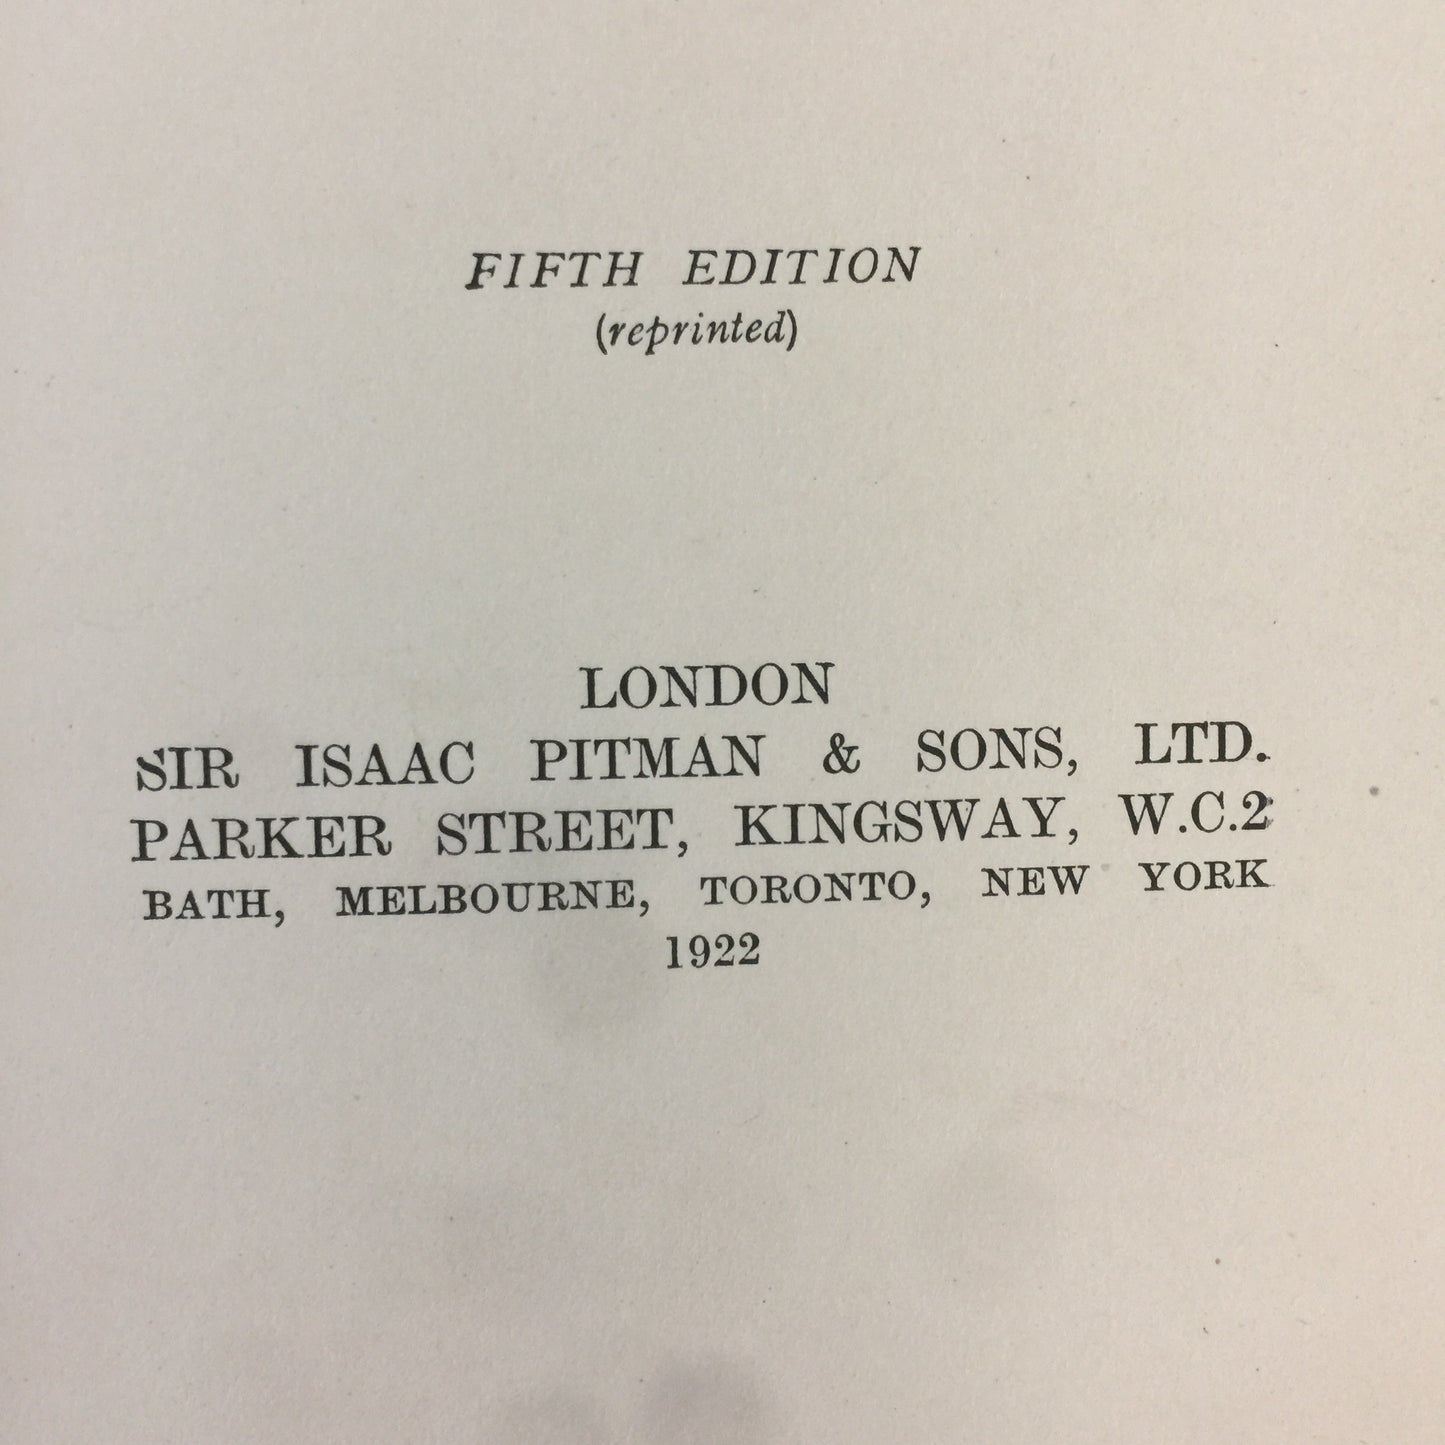 FIFTH EDITION
(reprinted)
LONDON
SIR ISAAC PITMAN & SONS, LTD.
PARKER STREET, KINGSWAY, W.C.2
BATH, MELBOURNE, TORONTO, NEW YORK
1922